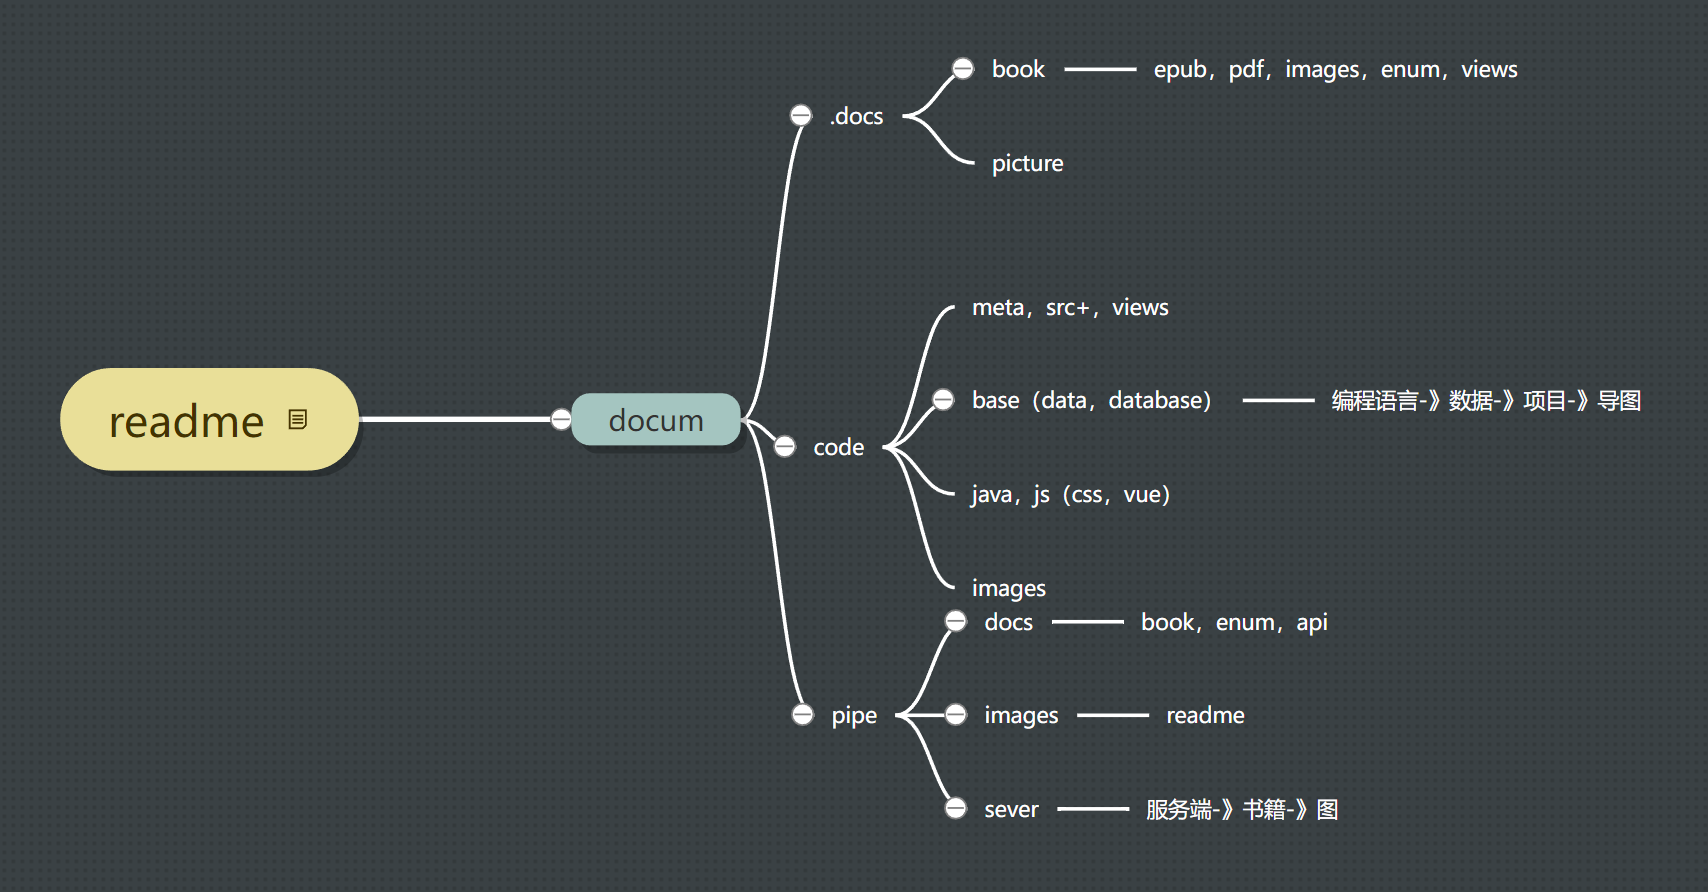 readme
docum
.docs
book
epub，pdf，images，enum，views
picture
code
meta，src+，views
base（data，database）
编程语言-》数据-》项目-》导图
java，js（css，vue）
images
pipe
docs
book，enum，api
images
readme
sever
服务端-》书籍-》图